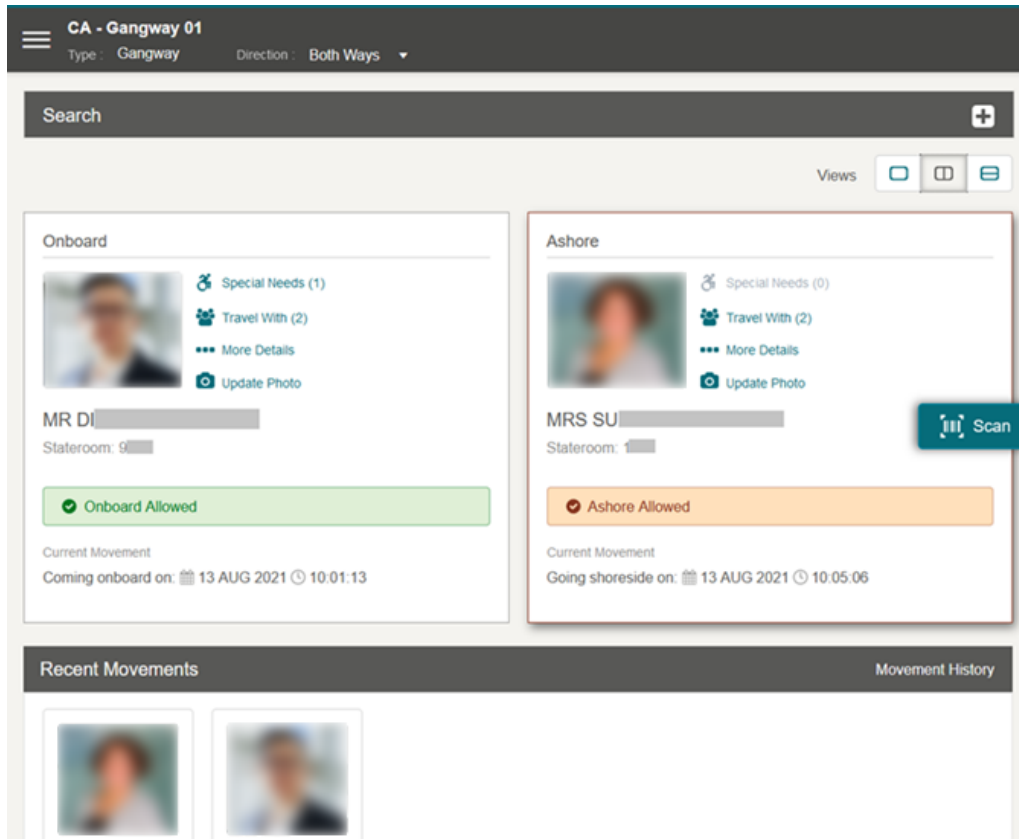 CA - Gangway 01
Type : Gangway Direction : Both Ways
Search
Views
Onboard
Special Needs (1)
Travel With (2)
More Details
Update Photo
MR DI
Stateroom: 9
Onboard Allowed
Current Movement
Coming onboard on: 13 AUG 2021 10:01:13
Ashore
Special Needs (0)
Travel With (2)
More Details
Update Photo
MRS SU
Stateroom: 1
Ashore Allowed
Current Movement
Going shoreside on: 13 AUG 2021 10:05:06
Scan
Recent Movements Movement History